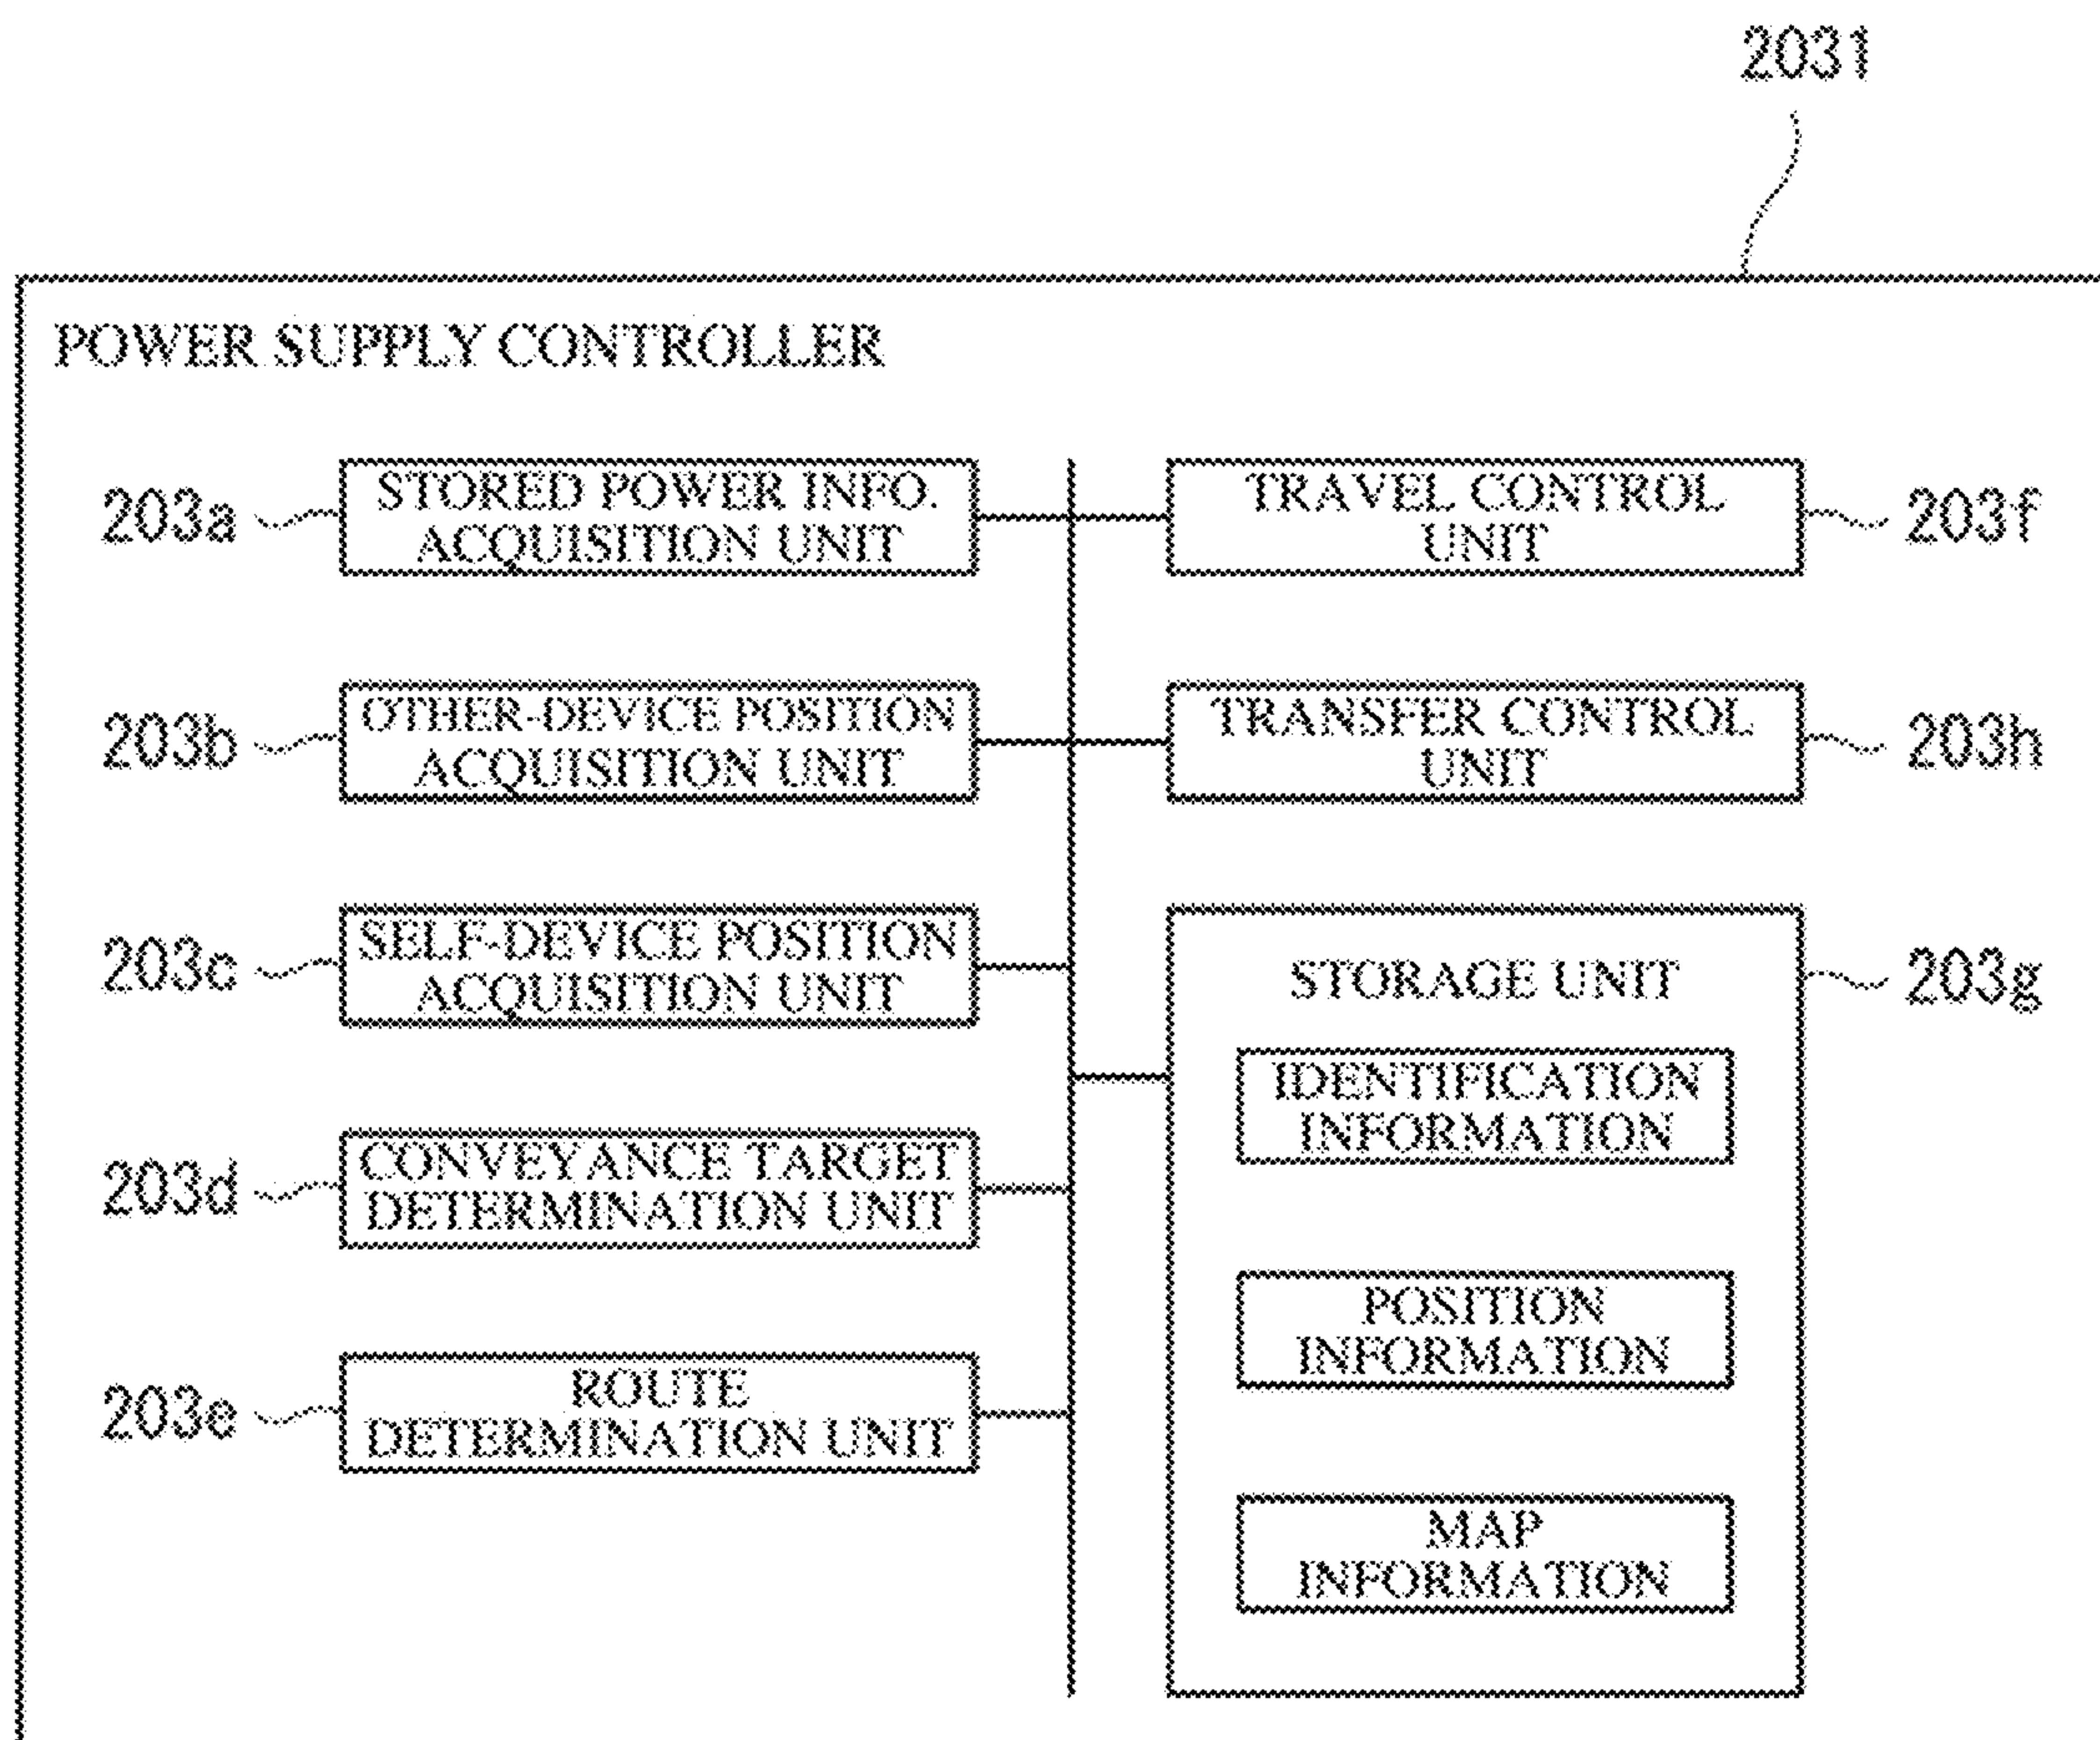 2031
POWER SUPPLY CONTROLLER
203a
STORED POWER INFO.
ACQUISITION UNIT
203b
OTHER-DEVICE POSITION
ACQUISITION UNIT
203c
SELF-DEVICE POSITION
ACQUISITION UNIT
203d
CONVEYANCE TARGET
DETERMINATION UNIT
203e
ROUTE
DETERMINATION UNIT
TRAVEL CONTROL
UNIT
203f
TRANSFER CONTROL
UNIT
203h
STORAGE UNIT
203g
IDENTIFICATION
INFORMATION
POSITION
INFORMATION
MAP
INFORMATION